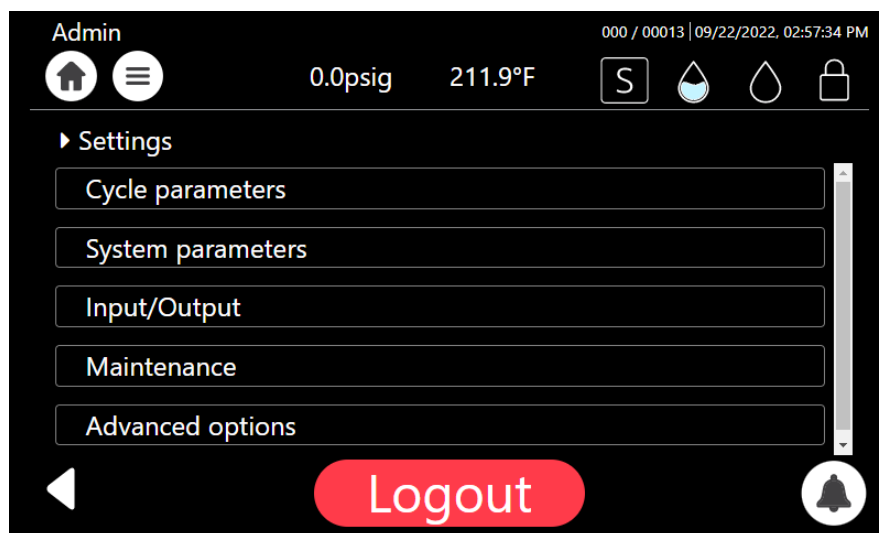 Admin
000 / 00013 | 09/22/2022, 02:57:34 PM
0.0psig 211.9°F S
Settings
Cycle parameters
System parameters
Input/Output
Maintenance
Advanced options
Logout